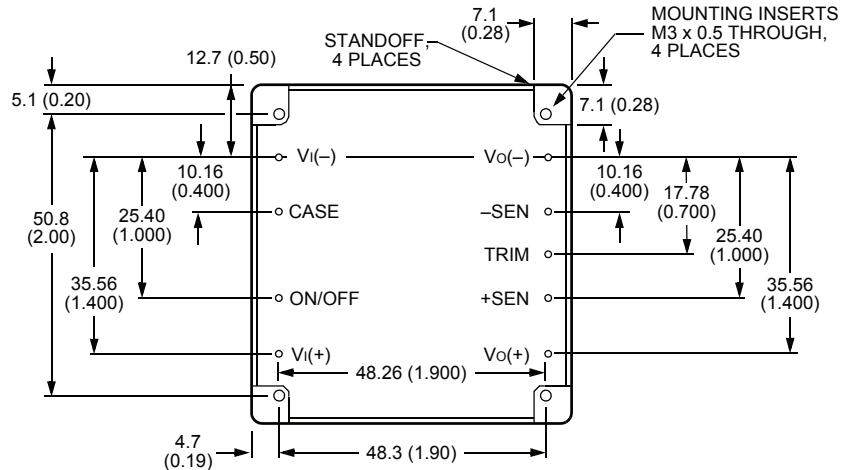 7.1
(0.28)
MOUNTING INSERTS
M3 x 0.5 THROUGH,
4 PLACES
STANDOFF,
4 PLACES
12.7 (0.50)
5.1 (0.20)
7.1 (0.28)
VI(–)
VO(–)
10.16
(0.400)
10.16
(0.400)
17.78
(0.700)
50.8
(2.00)
25.40
(1.000)
CASE
–SEN
25.40
(1.000)
TRIM
35.56
(1.400)
ON/OFF
+SEN
35.56
(1.400)
VI(+)
VO(+)
48.26 (1.900)
4.7
(0.19)
48.3 (1.90)